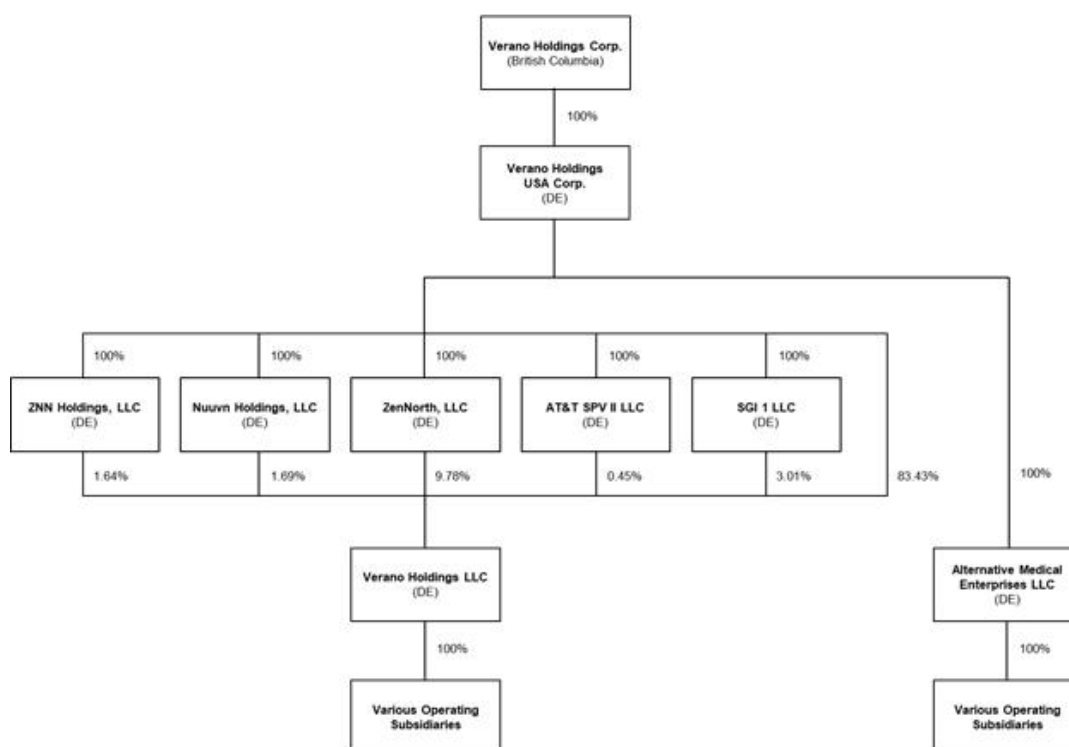 Verano Holdings Corp.
(British Columbia)
100%
Verano Holdings
USA Corp.
(DE)
100%
100%
100%
100%
100%
ZNN Holdings, LLC
(DE)
Nuuvn Holdings, LLC
(DE)
ZenNorth, LLC
(DE)
AT&T SPV II LLC
(DE)
SGI 1 LLC
(DE)
1.64%
1.69%
9.78%
0.45%
3.01%
83.43%
100%
Verano Holdings LLC
(DE)
Alternative Medical
Enterprises LLC
(DE)
100%
100%
Various Operating
Subsidiaries
Various Operating
Subsidiaries